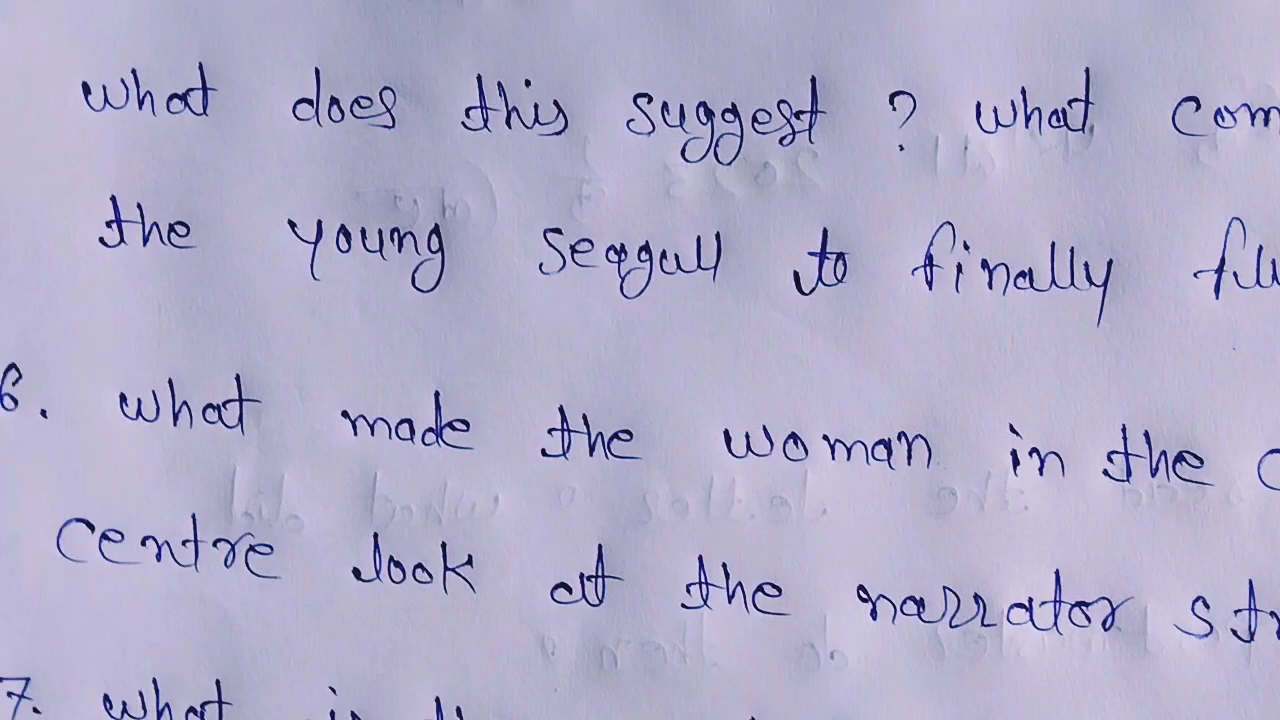 what does this suggest ? what com
the young seagull to finally
6. what made the woman in the
centre look at the narrator
7. what